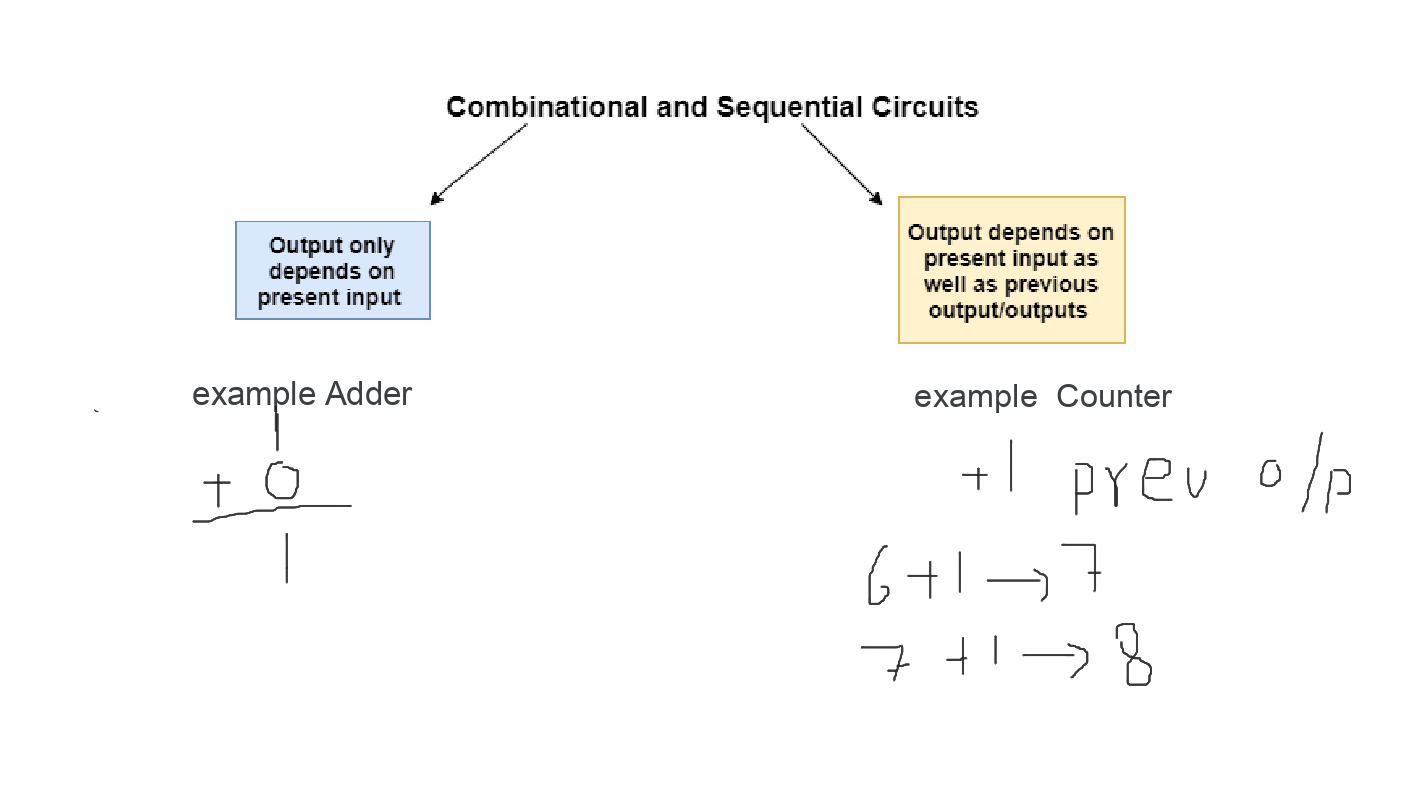 Combinational and Sequential Circuits
Output only
depends on
present input
Output depends on
present input as
well as previous
output/outputs
example Adder
1
+ 0
1
example Counter
+1 prev o/p
6+1→7
7+1→8